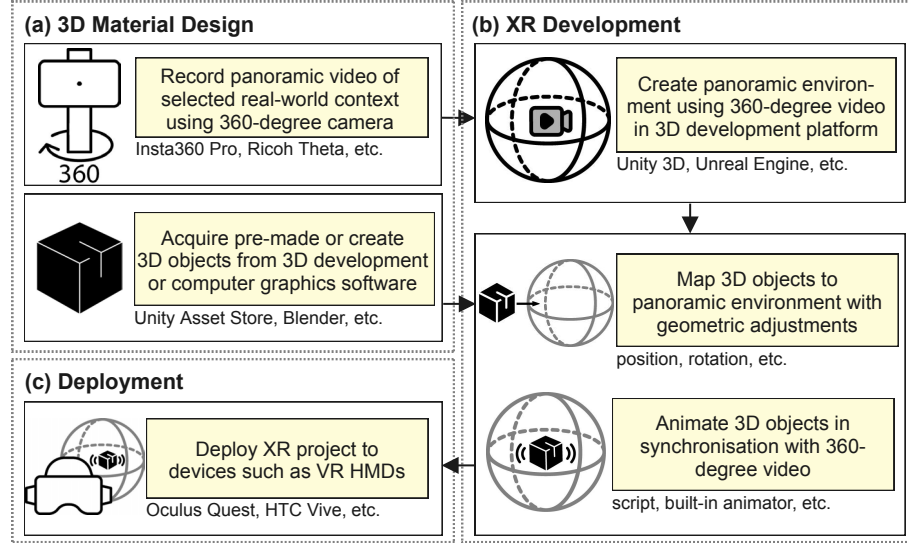 (a) 3D Material Design
Record panoramic video of
selected real-world context
using 360-degree camera
Insta360 Pro, Ricoh Theta, etc.
360
Acquire pre-made or create
3D objects from 3D development
or computer graphics software
Unity Asset Store, Blender, etc.
(b) XR Development
Create panoramic environ-
ment using 360-degree video
in 3D development platform
Unity 3D, Unreal Engine, etc.
Map 3D objects to
panoramic environment with
geometric adjustments
position, rotation, etc.
Animate 3D objects in
synchronisation with 360-
degree video
script, built-in animator, etc.
(c) Deployment
Deploy XR project to
devices such as VR HMDs
Oculus Quest, HTC Vive, etc.